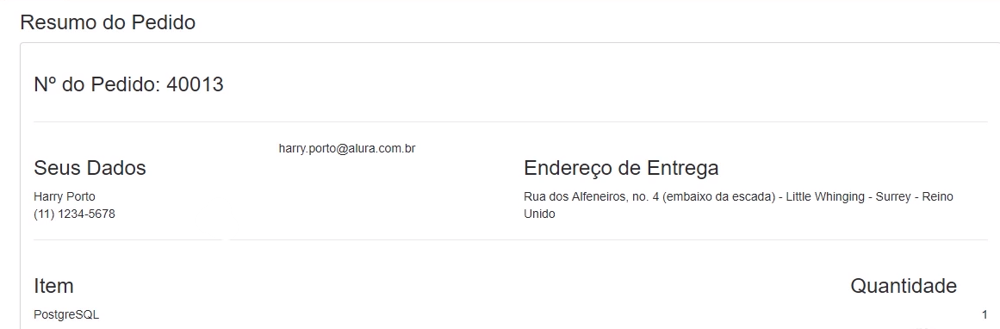 Resumo do Pedido
Nº do Pedido: 40013
harry.porto@alura.com.br
Seus Dados
Endereço de Entrega
Harry Porto
Rua dos Alfeneiros, no. 4 (embaixo da escada) - Little Whinging - Surrey - Reino
(11) 1234-5678
Unido
Item
Quantidade
PostgreSQL
1